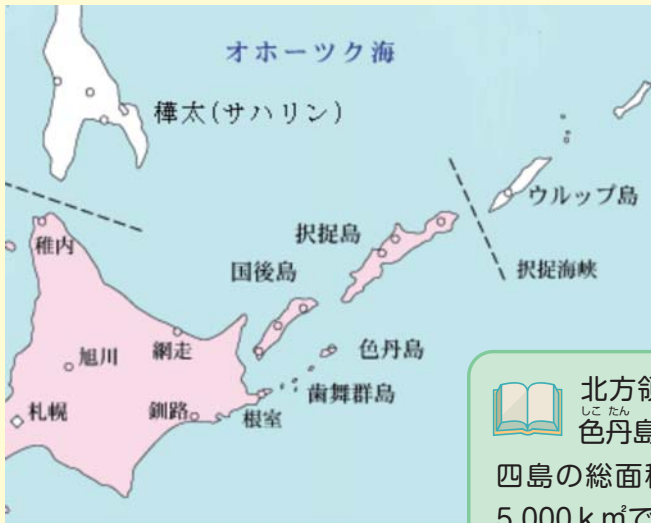 オホーツク海
樺太(サハリン)
ウルップ島
択捉島
択捉海峡
国後島
色丹島
歯舞群島
稚内
網走
旭川
札幌
釧路
根室
北方領
しこ たん
色丹島
四島の総面積
5,000k㎡で